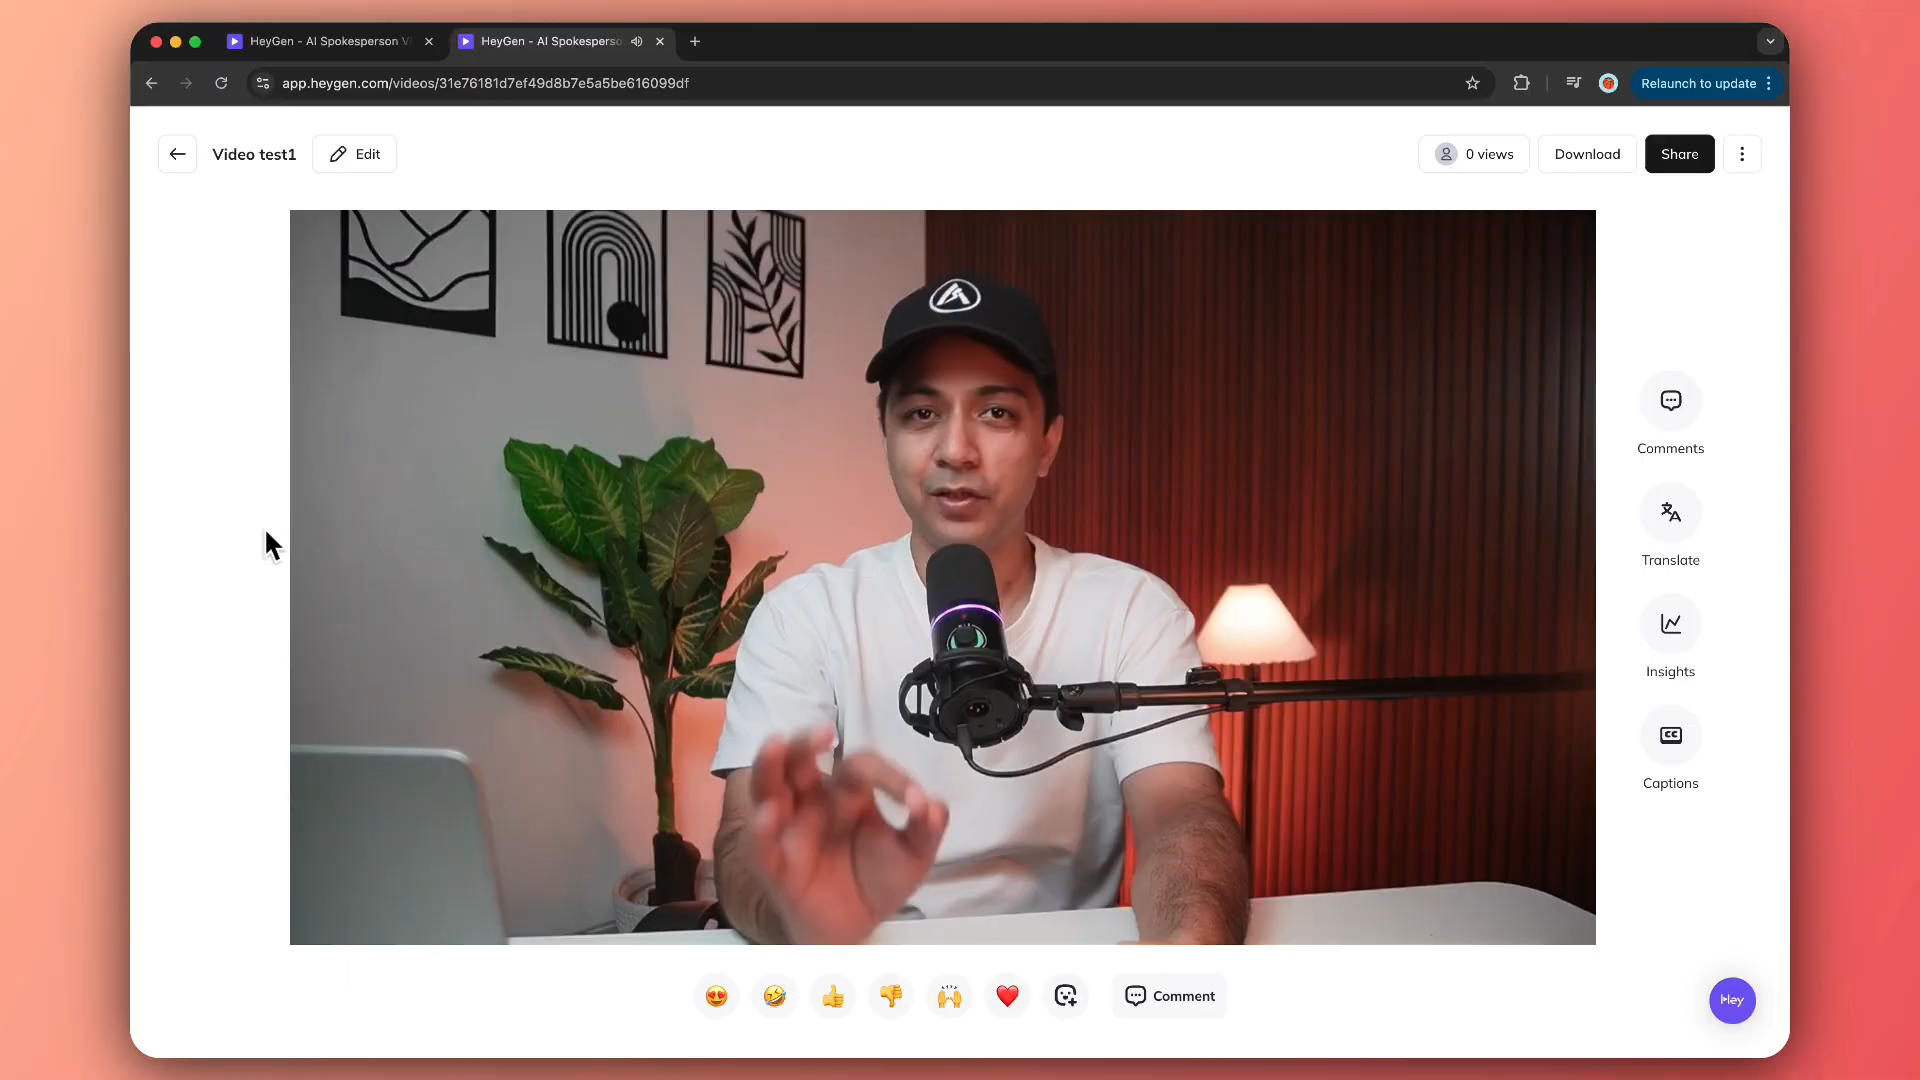 HeyGen - AI Spokesperson V
HeyGen - AI Spokesperso
app.heygen.com/videos/31e76181d7ef49d8b7e5a5be616099df
Relaunch to update
Video test1
Edit
0 views
Download
Share
Comments
Translate
Insights
CC
Captions
Comment
Hey